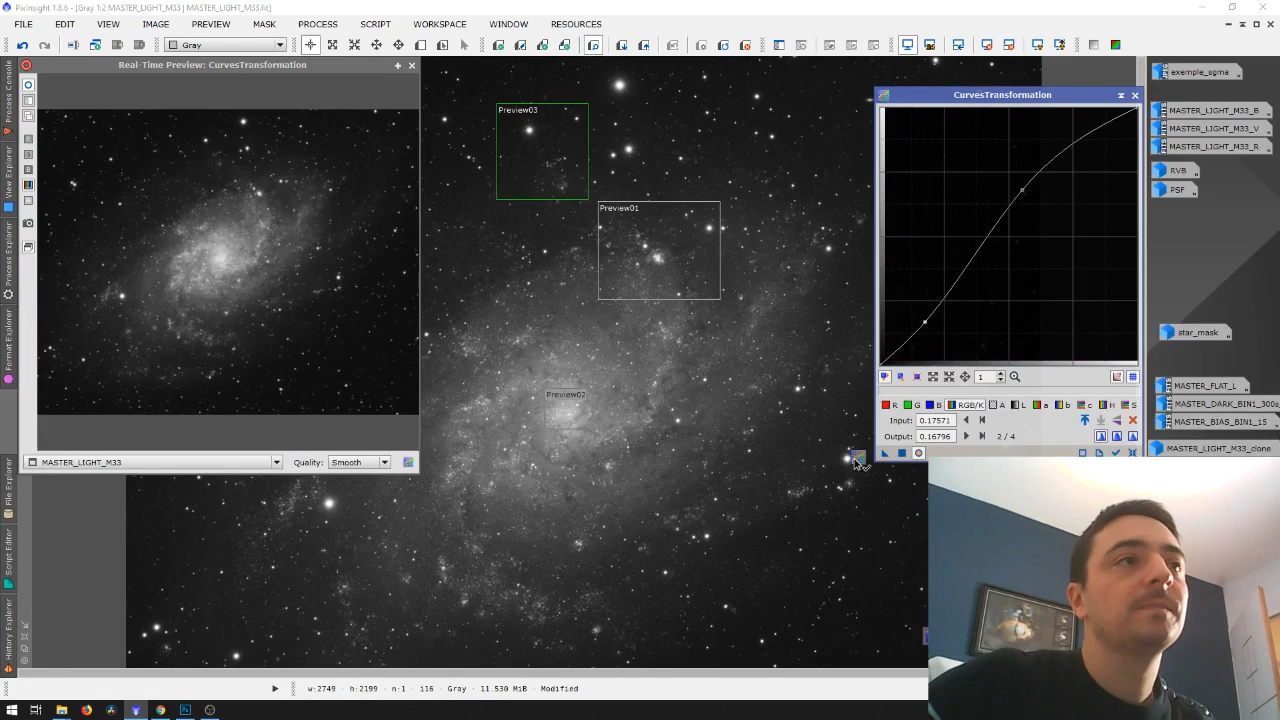 PixInsight 1.8.6 - [Gray 1:2 MASTER_LIGHT_M33 | MASTER_LIGHT_M33.fit]
FILE EDIT VIEW IMAGE PREVIEW MASK PROCESS SCRIPT WORKSPACE WINDOW RESOURCES
Gray
Process Console
View Explorer
Process Explorer
Format Explorer
File Explorer
Script Editor
History Explorer
Real-Time Preview: CurvesTransformation
MASTER_LIGHT_M33
Quality: Smooth
Preview03
Preview01
Preview02
CurvesTransformation
1
R G B RGB/K A L a b c H S
Input: 0.17571
Output: 0.16796 2 / 4
exemple_sgma
MASTER_LIGHT_M33_B
MASTER_LIGHT_M33_V
MASTER_LIGHT_M33_R
RVB
PSF
star_mask
MASTER_FLAT_L
MASTER_DARK_BIN1_300s
MASTER_BIAS_BIN1_15
MASTER_LIGHT_M33_clone
w:2749 · h:2199 · n:1 · i16 · Gray · 11.530 MiB · Modified